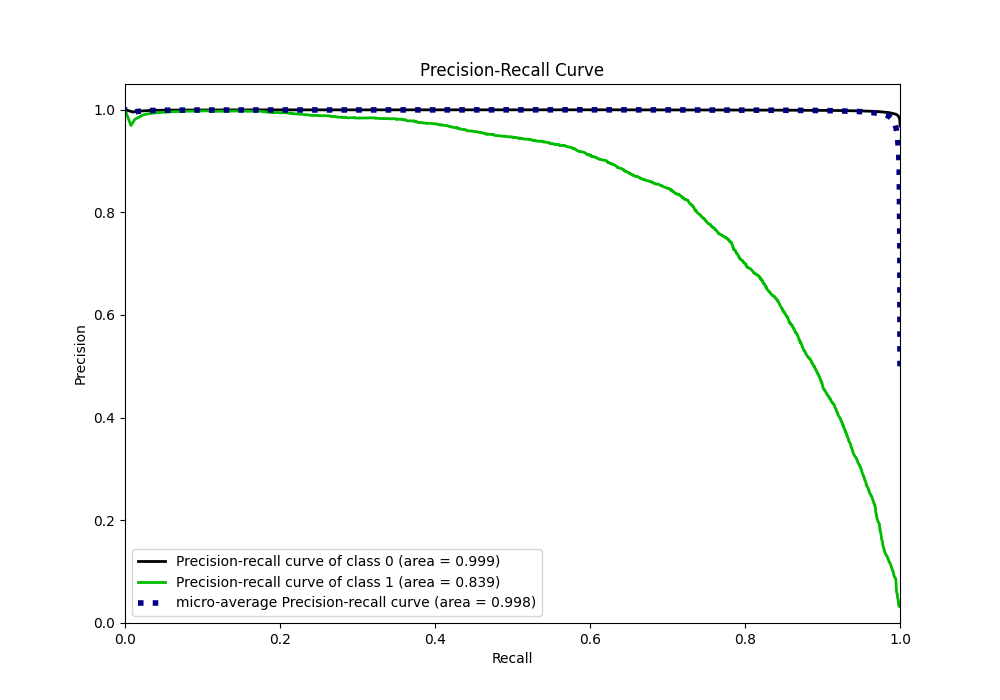 Precision-Recall Curve
1.0
0.8
0.6
0.4
0.2
0.0
Precision
Precision-recall curve of class 0 (area = 0.999)
Precision-recall curve of class 1 (area = 0.839)
micro-average Precision-recall curve (area = 0.998)
0.0 0.2 0.4 0.6 0.8 1.0
Recall